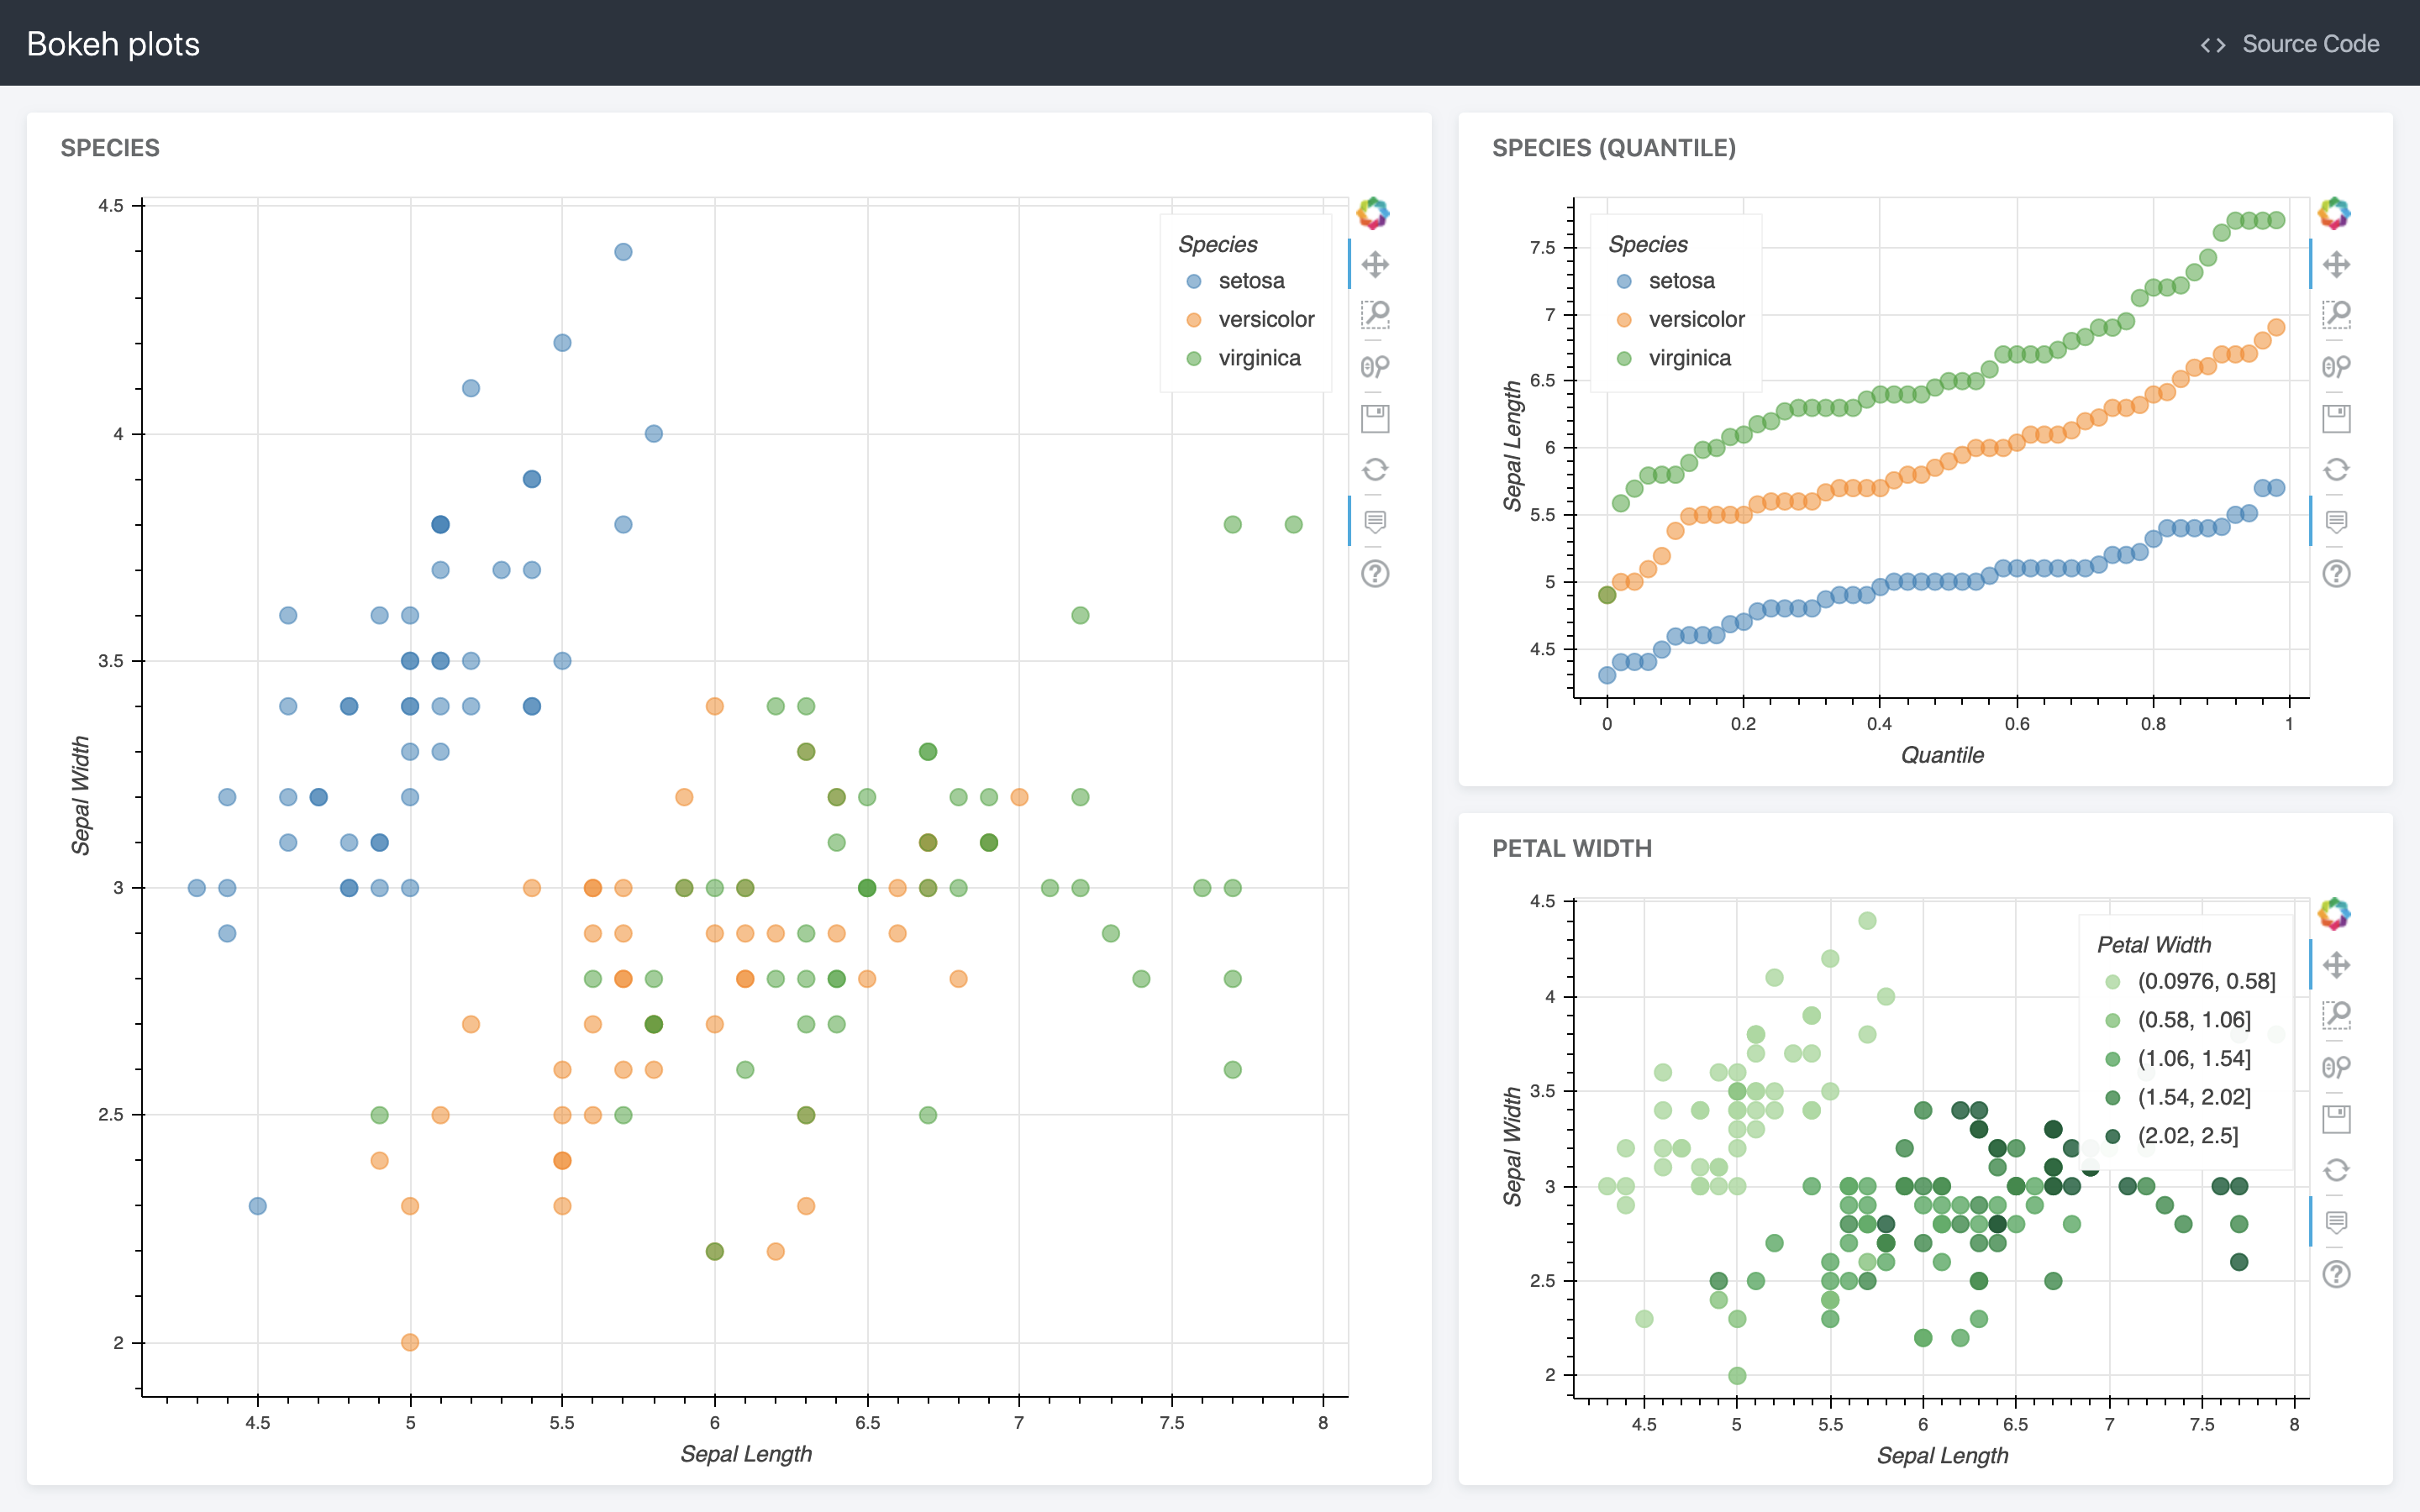 Bokeh plots
Source Code
SPECIES
4.5
4
3.5
3
2.5
2
Sepal Width
Species
setosa
versicolor
virginica
4.5 5 5.5 6 6.5 7 7.5 8
Sepal Length
SPECIES (QUANTILE)
7.5
7
6.5
6
5.5
5
4.5
Sepal Length
Species
setosa
versicolor
virginica
0 0.2 0.4 0.6 0.8 1
Quantile
PETAL WIDTH
4.5
4
3.5
3
2.5
2
Sepal Width
Petal Width
(0.0976, 0.58]
(0.58, 1.06]
(1.06, 1.54]
(1.54, 2.02]
(2.02, 2.5]
4.5 5 5.5 6 6.5 7 7.5 8
Sepal Length